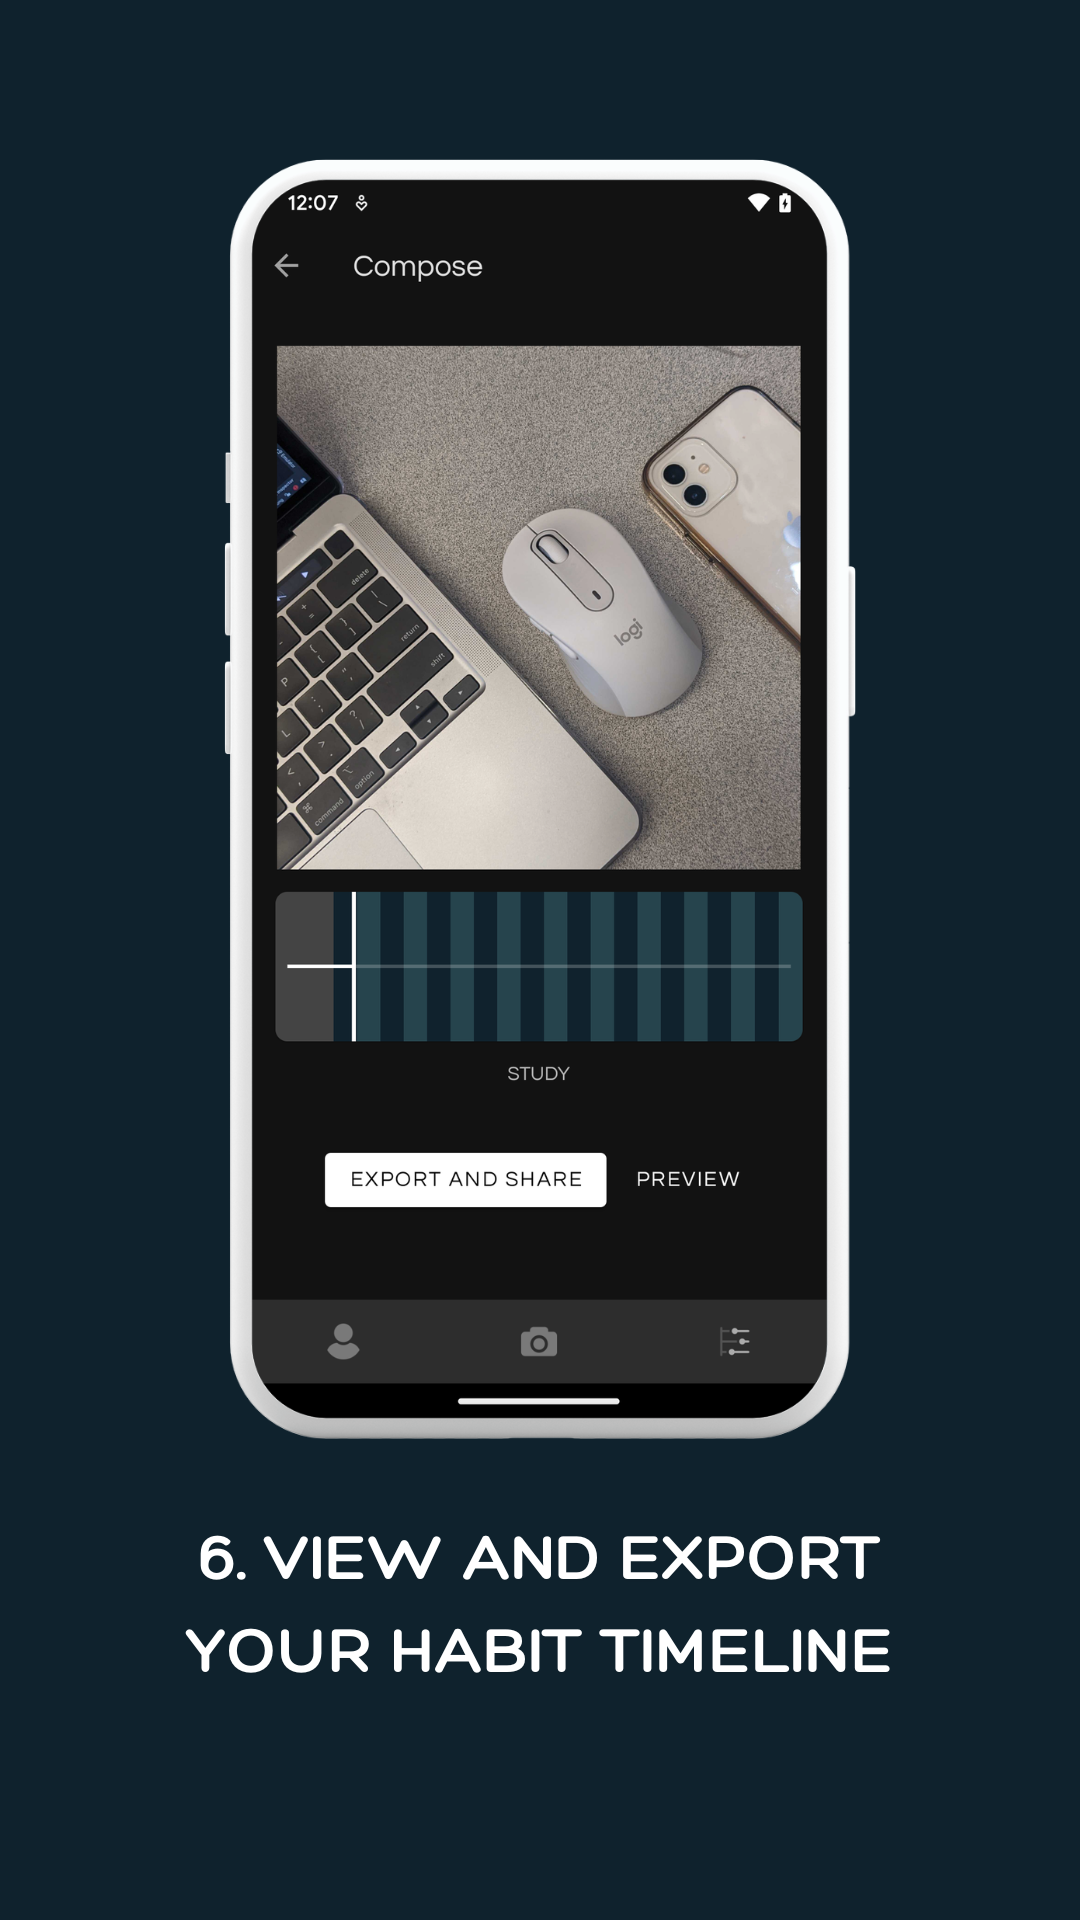 12:07
Compose
delete
return
shift
P
L
option
command
logi
STUDY
EXPORT AND SHARE
PREVIEW
6. VIEW AND EXPORT
YOUR HABIT TIMELINE